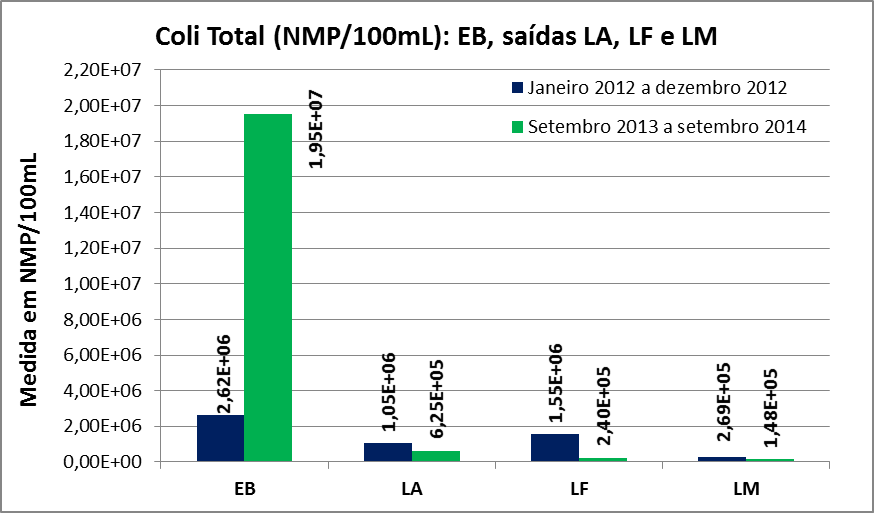 Coli Total (NMP/100mL): EB, saídas LA, LF e LM
Medida em NMP/100mL
2,20E+07
2,00E+07
1,80E+07
1,60E+07
1,40E+07
1,20E+07
1,00E+07
8,00E+06
6,00E+06
4,00E+06
2,00E+06
0,00E+00
Janeiro 2012 a dezembro 2012
Setembro 2013 a setembro 2014
2,62E+06
1,95E+07
1,05E+06
6,25E+05
1,55E+06
2,40E+05
2,69E+05
1,48E+05
EB
LA
LF
LM